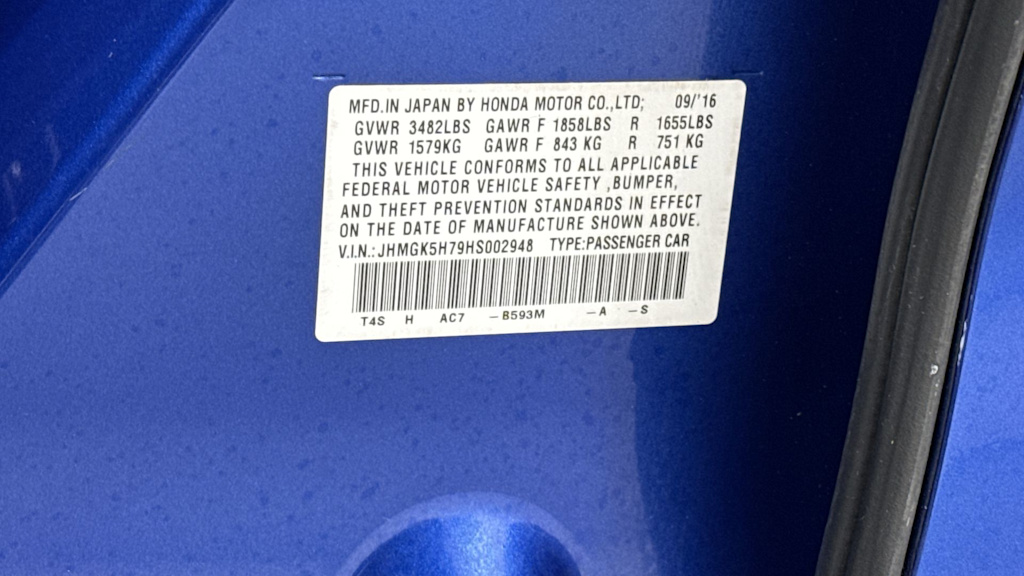 MFD.IN JAPAN BY HONDA MOTOR CO.,LTD; 09/'16
GVWR 3482LBS GAWR F 1858LBS R 1655LBS
GVWR 1579KG GAWR F 843 KG R 751 KG
THIS VEHICLE CONFORMS TO ALL APPLICABLE
FEDERAL MOTOR VEHICLE SAFETY ,BUMPER,
AND THEFT PREVENTION STANDARDS IN EFFECT
ON THE DATE OF MANUFACTURE SHOWN ABOVE.
V.I.N.:JHMGK5H79HS002948 TYPE:PASSENGER CAR
T4S H AC7 -B593M -A -S